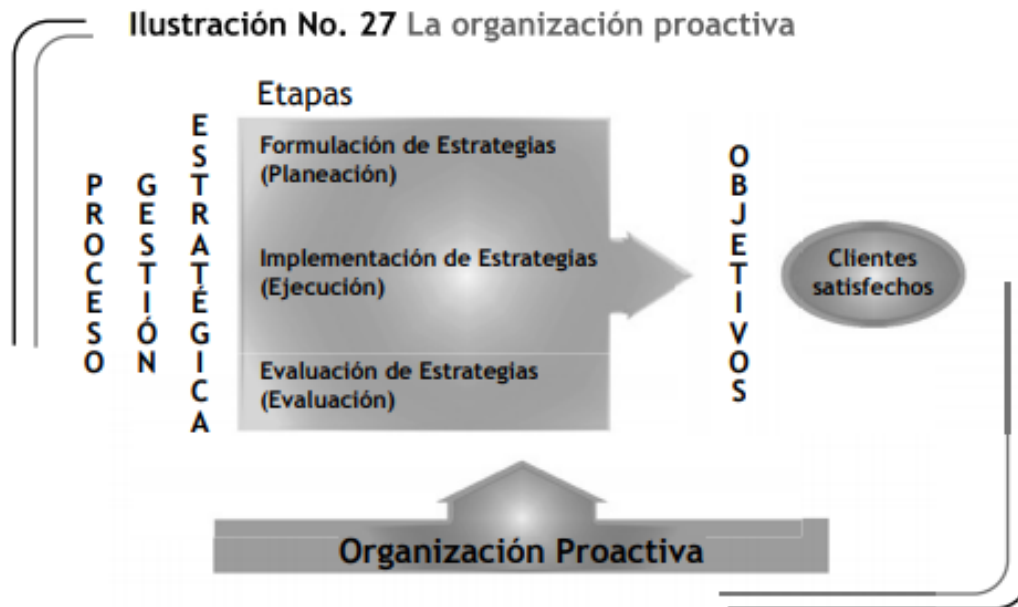 Ilustración No. 27 La organización proactiva
Etapas
PROCESO
GESTIÓN
ESTRATÉGICA
Formulación de Estrategias
(Planeación)
Implementación de Estrategias
(Ejecución)
Evaluación de Estrategias
(Evaluación)
OBJETIVOS
Clientes
satisfechos
Organización Proactiva